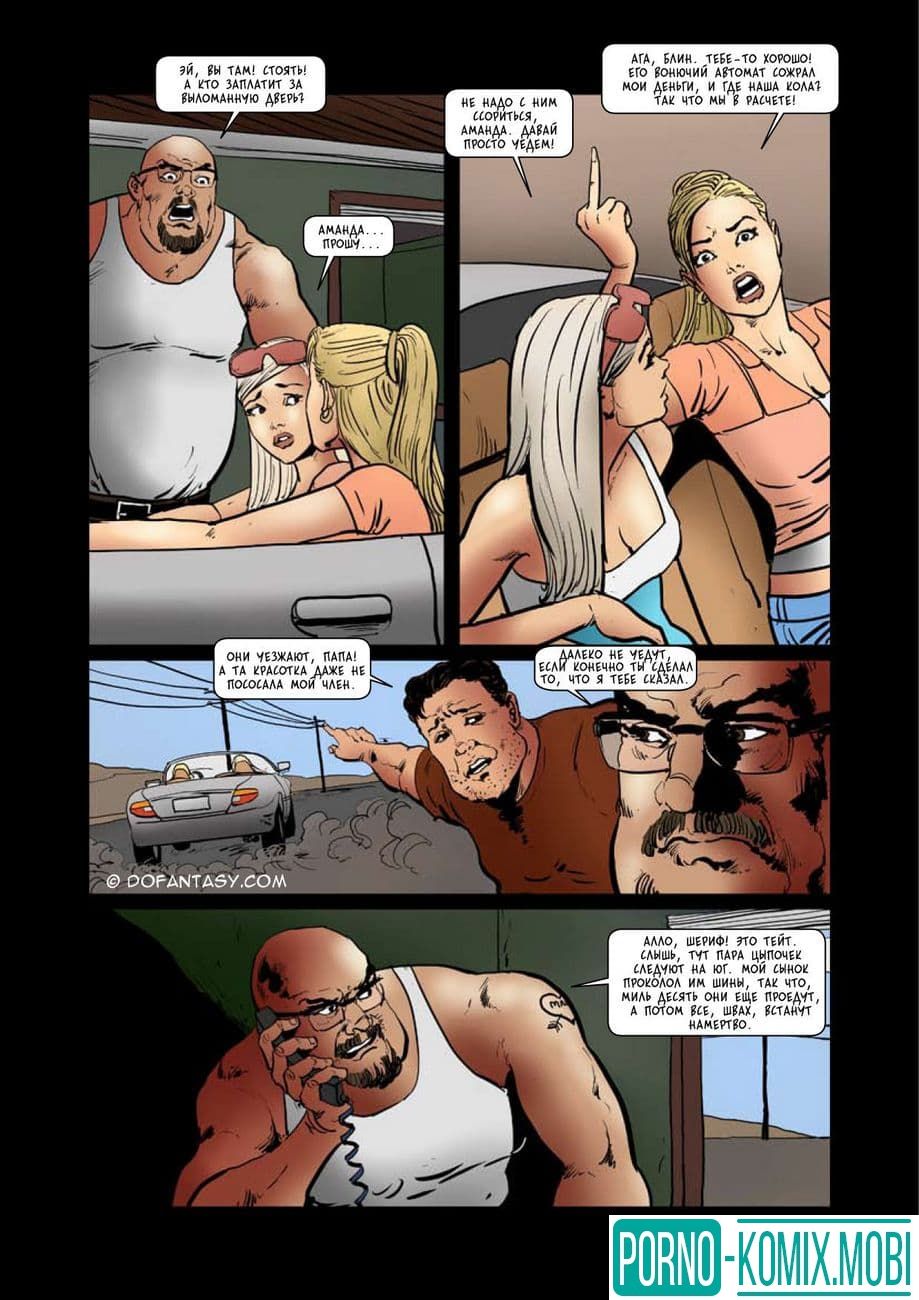 ЭЙ, ВЫ ТАМ! СТОЯТЬ!
А КТО ЗАПЛАТИТ ЗА
ВЫЛОМАННУЮ ДВЕРЬ?
АМАНДА...
ПРОШУ...
НЕ НАДО С НИМ
ССОРИТЬСЯ,
АМАНДА. ДАВАЙ
ПРОСТО УЕДЕМ!
АГА, БЛИН. ТЕБЕ-ТО ХОРОШО!
ЕГО ВОНЮЧИЙ АВТОМАТ СОЖРАЛ
МОИ ДЕНЬГИ, И ГДЕ НАША КОЛА?
ТАК ЧТО МЫ В РАСЧЕТЕ!
ОНИ УЕЗЖАЮТ, ПАПА!
А ТА КРАСОТКА ДАЖЕ НЕ
ПОСОСАЛА МОЙ ЧЛЕН.
ДАЛЕКО НЕ УЕДУТ,
ЕСЛИ КОНЕЧНО ТЫ СДЕЛАЛ
ТО, ЧТО Я ТЕБЕ СКАЗАЛ.
© DOFANTASY.COM
АЛЛО, ШЕРИФ! ЭТО ТЕЙТ.
СЛЫШЬ, ТУТ ПАРА ЦЫПОЧЕК
СЛЕДУЮТ НА ЮГ. МОЙ СЫНОК
ПРОКОЛОЛ ИМ ШИНЫ, ТАК ЧТО,
МИЛЬ ДЕСЯТЬ ОНИ ЕЩЕ ПРОЕДУТ,
А ПОТОМ ВСЕ, ШВАХ, ВСТАНУТ
НАМЕРТВО.
PORNO-KOMIX.MOBI